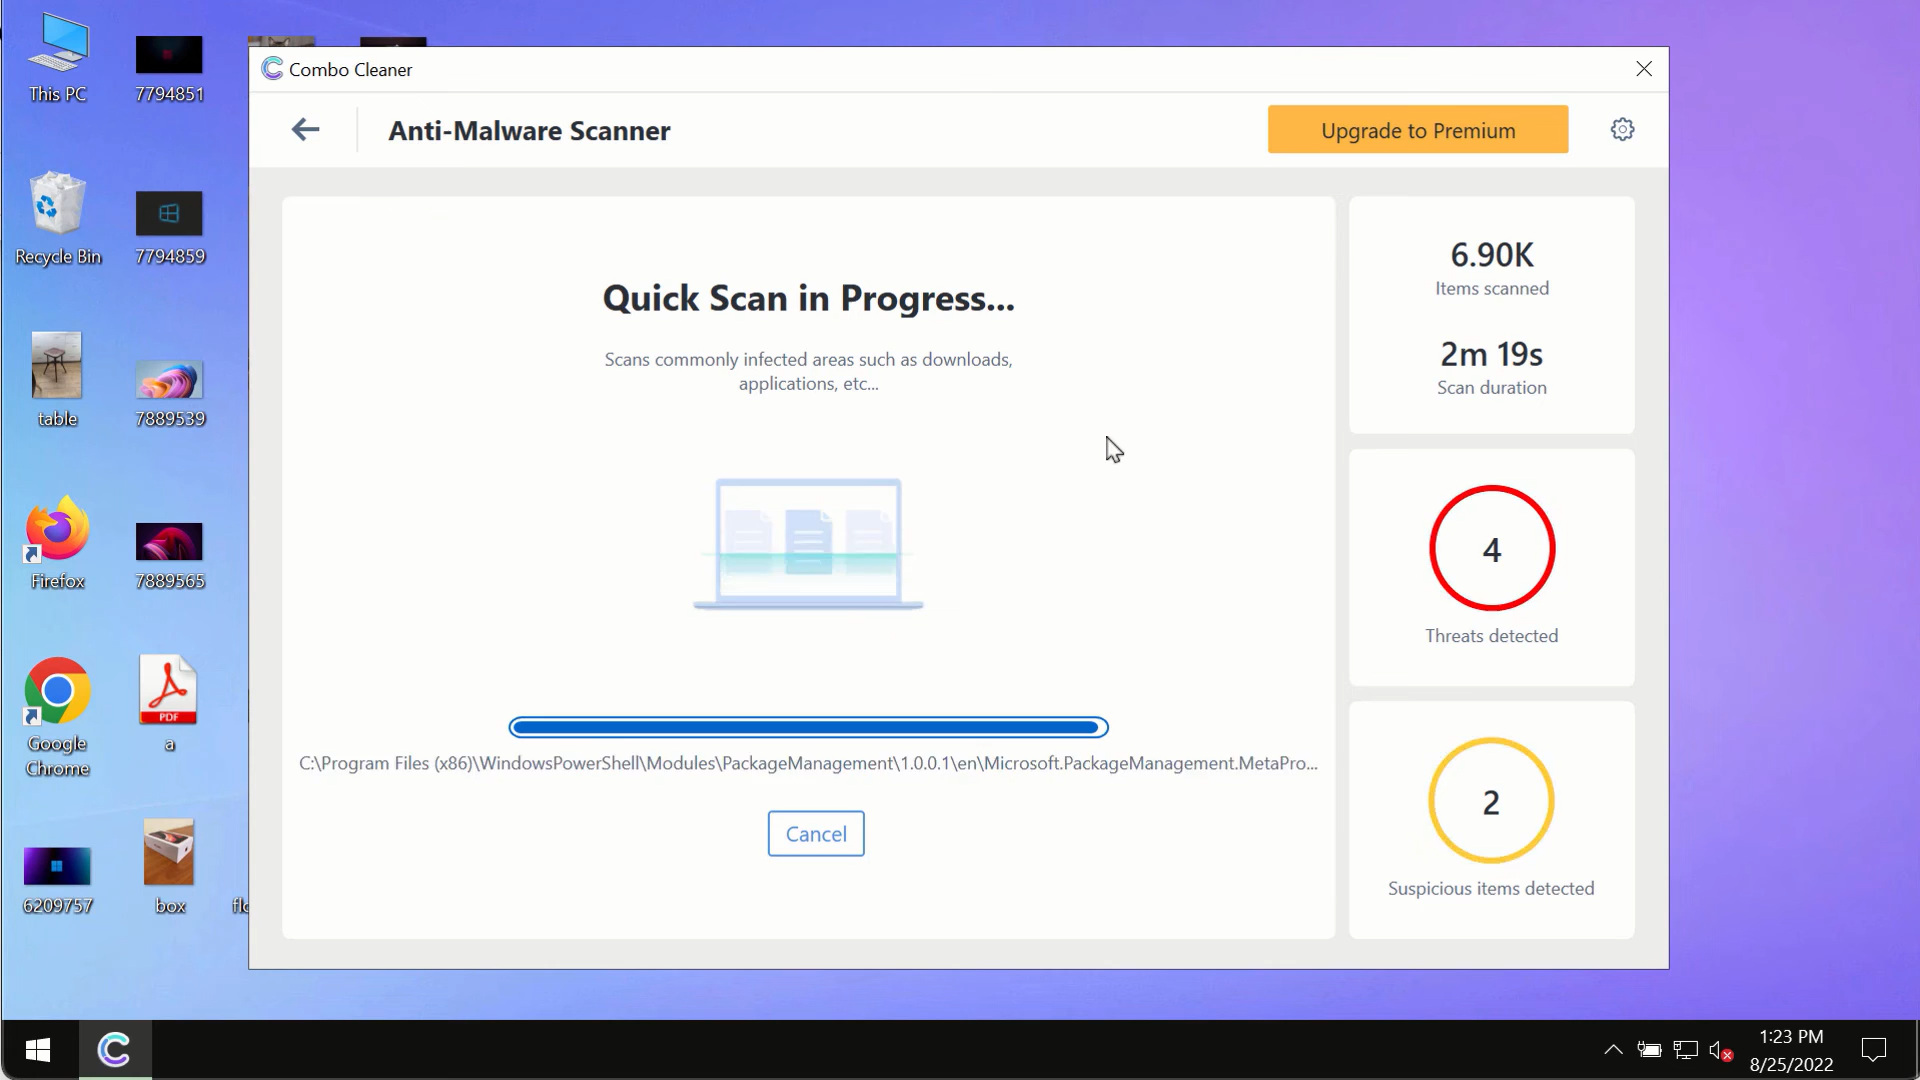 This PC
7794851
Recycle Bin
7794859
table
7889539
Firefox
7889565
Google
Chrome
PDF
a
6209757
box
Combo Cleaner
Anti-Malware Scanner
Upgrade to Premium
Quick Scan in Progress...
Scans commonly infected areas such as downloads,
applications, etc...
C:\Program Files (x86)\WindowsPowerShell\Modules\PackageManagement\1.0.0.1\en\Microsoft.PackageManagement.MetaPro...
Cancel
6.90K
Items scanned
2m 19s
Scan duration
4
Threats detected
2
Suspicious items detected
1:23 PM
8/25/2022